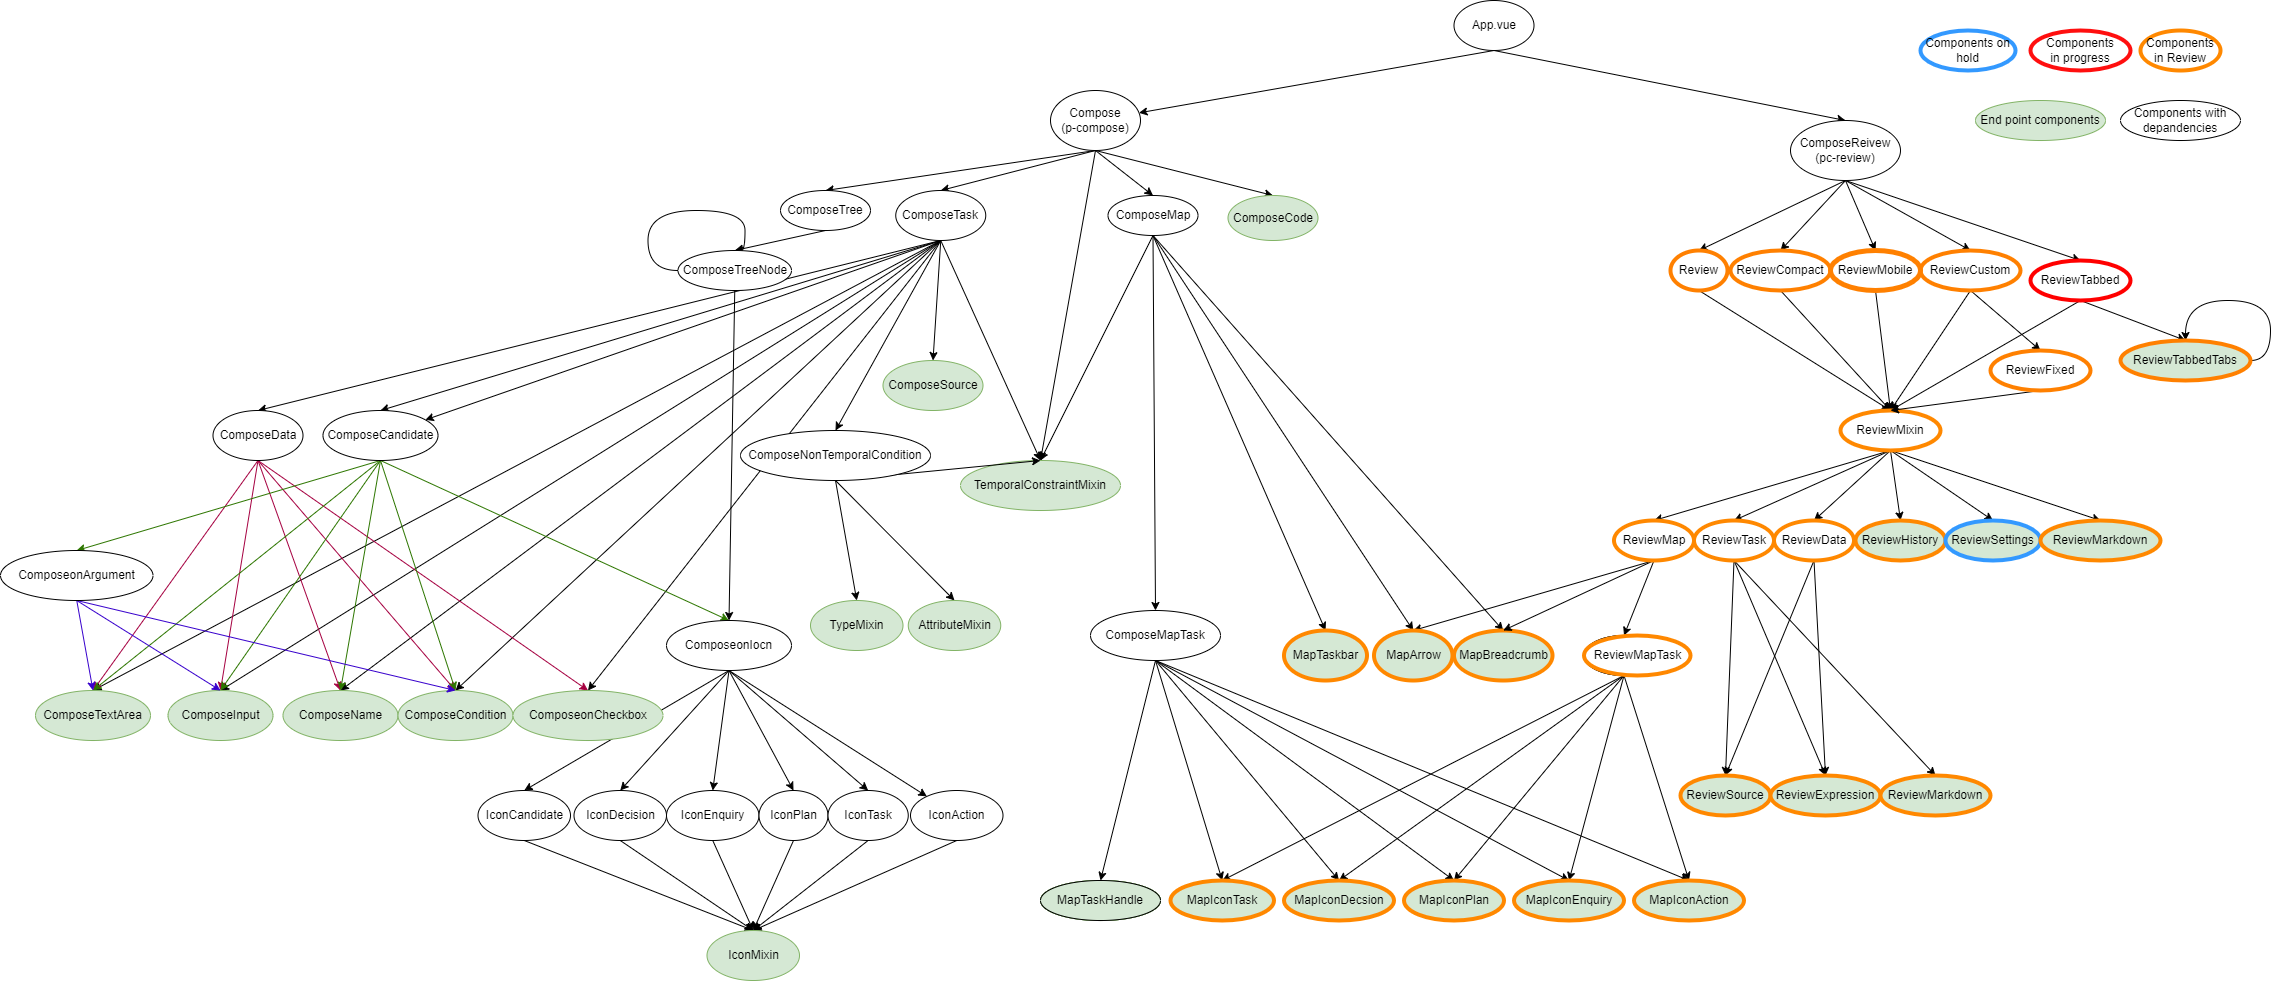 App.vue
Components on
hold
Components
in progress
Components
in Review
End point components
Components with
depandencies
Compose
(p-compose)
ComposeReivew
(pc-review)
ComposeTree
ComposeTask
ComposeMap
ComposeCode
ComposeTreeNode
Review
ReviewCompact
ReviewMobile
ReviewCustom
ReviewTabbed
ComposeSource
ReviewFixed
ReviewTabbedTabs
ComposeData
ComposeCandidate
ComposeNonTemporalCondition
TemporalConstraintMixin
ReviewMixin
ReviewMap
ReviewTask
ReviewData
ReviewHistory
ReviewSettings
ReviewMarkdown
ComposeonArgument
TypeMixin
AttributeMixin
ComposeonIocn
ComposeMapTask
MapTaskbar
MapArrow
MapBreadcrumb
ReviewMapTask
ComposeTextArea
ComposeInput
ComposeName
ComposeCondition
ComposeonCheckbox
ReviewSource
ReviewExpression
ReviewMarkdown
IconCandidate
IconDecision
IconEnquiry
IconPlan
IconTask
IconAction
MapTaskHandle
MapIconTask
MapIconDecsion
MapIconPlan
MapIconEnquiry
MapIconAction
IconMixin